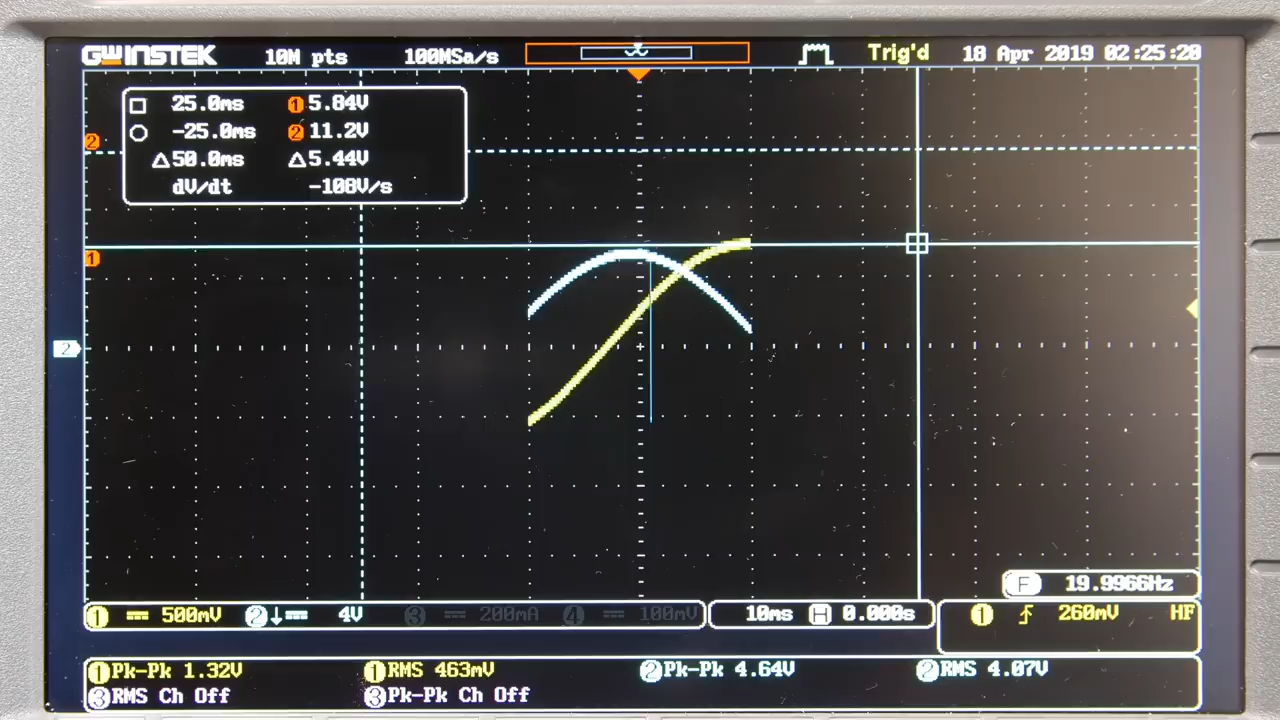 GWINSTEK 10M pts 100MSa/s Trig'd 18 Apr 2019 02:25:20
25.0ms 1 5.84V
-25.0ms 2 11.2V
△50.0ms △5.44V
dV/dt -108V/s
2
1
2
F 19.9966Hz
1 500mV 2 4V 3 200mA 4 100mV 10ms H 0.000s 1 260mV HF
1 Pk-Pk 1.32V 1 RMS 463mV 2 Pk-Pk 4.64V 2 RMS 4.07V
3 RMS Ch Off 3 Pk-Pk Ch Off